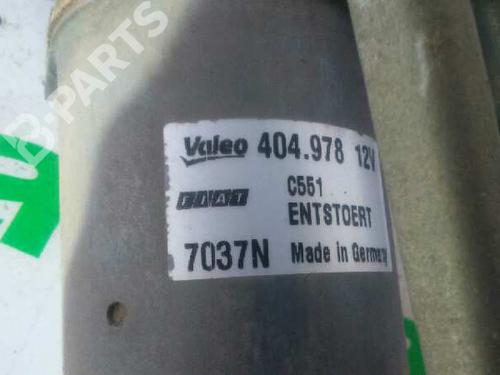 B-PARTS
Valeo 404.978 12V
FIAT C551
ENTSTOERT
7037N Made in Germany